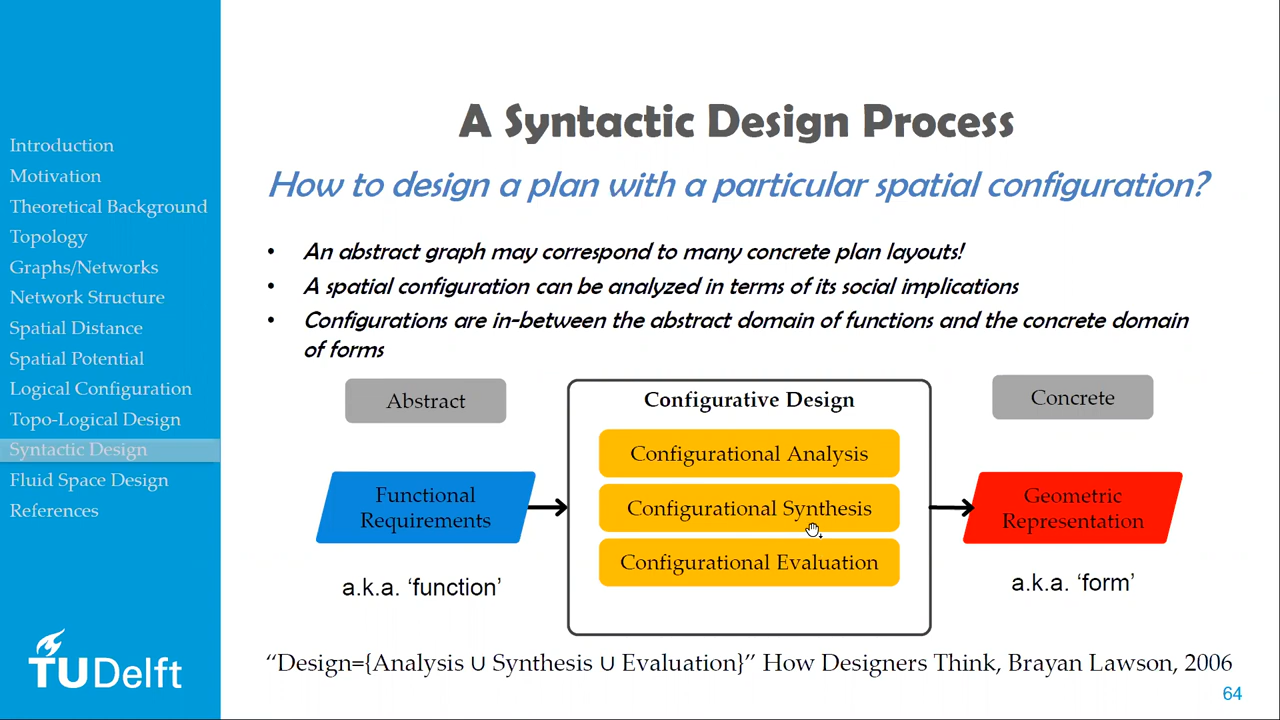 Introduction
Motivation
Theoretical Background
Topology
Graphs/Networks
Network Structure
Spatial Distance
Spatial Potential
Logical Configuration
Topo-Logical Design
Syntactic Design
Fluid Space Design
References
TUDelft
A Syntactic Design Process
How to design a plan with a particular spatial configuration?
• An abstract graph may correspond to many concrete plan layouts!
• A spatial configuration can be analyzed in terms of its social implications
• Configurations are in-between the abstract domain of functions and the concrete domain
of forms
Abstract
Functional
Requirements
a.k.a. ‘function’
Configurative Design
Configurational Analysis
Configurational Synthesis
Configurational Evaluation
Concrete
Geometric
Representation
a.k.a. ‘form’
“Design={Analysis ∪ Synthesis ∪ Evaluation}” How Designers Think, Brayan Lawson, 2006
64